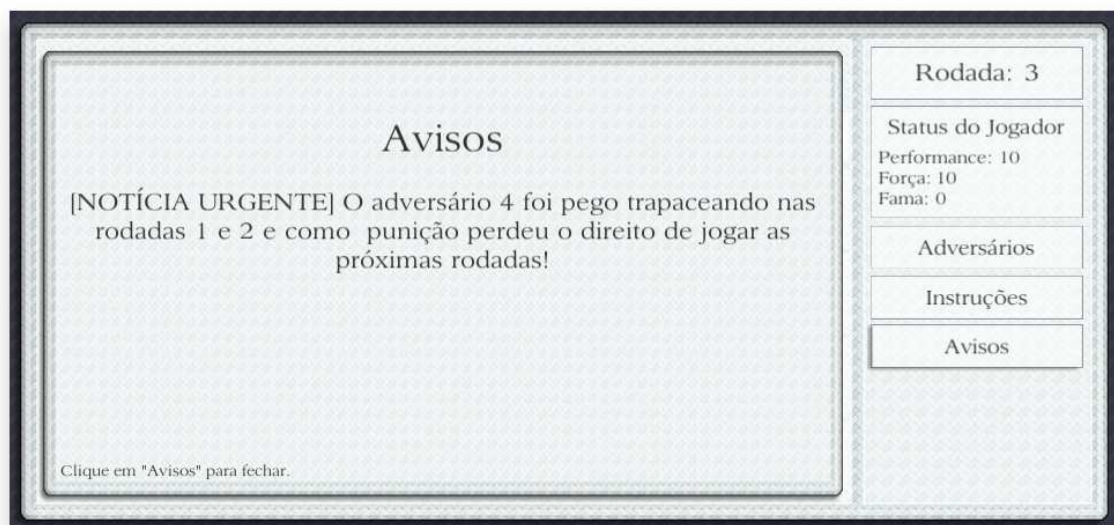 Avisos
[NOTÍCIA URGENTE] O adversário 4 foi pego trapaceando nas
rodadas 1 e 2 e como  punição perdeu o direito de jogar as
próximas rodadas!
Clique em "Avisos" para fechar.
Rodada: 3
Status do Jogador
Performance: 10
Força: 10
Fama: 0
Adversários
Instruções
Avisos